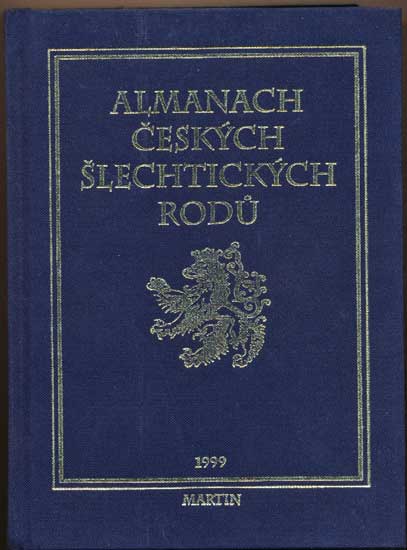 ALMANACH
ČESKÝCH
ŠLECHTICKÝCH
RODŮ
1999
MARTIN